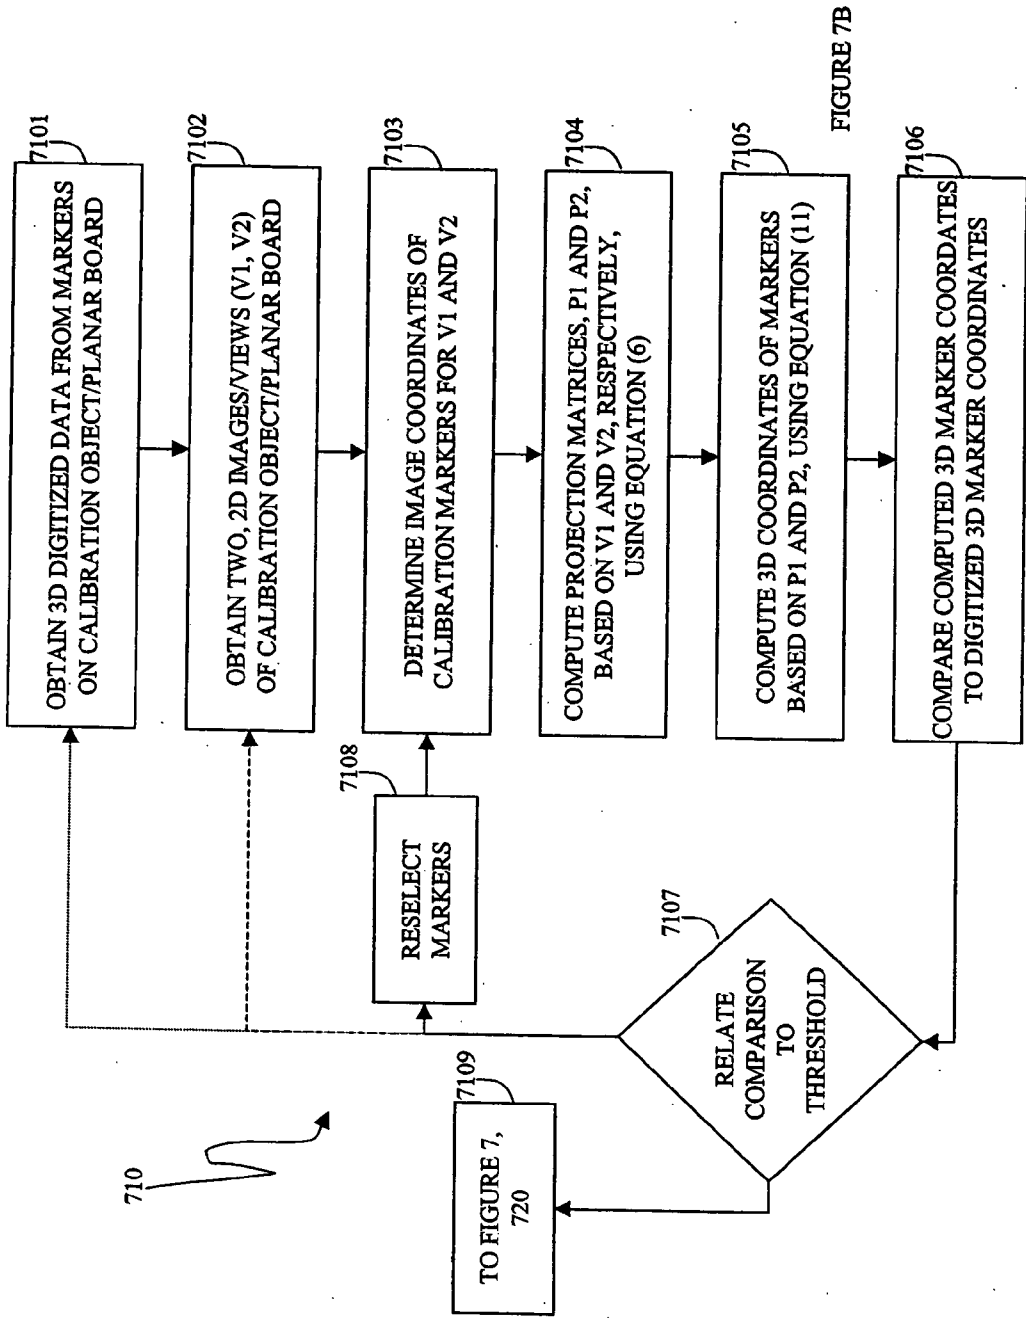 7101
OBTAIN 3D DIGITIZED DATA FROM MARKERS
ON CALIBRATION OBJECT/PLANAR BOARD
7102
OBTAIN TWO, 2D IMAGES/VIEWS (V1, V2)
OF CALIBRATION OBJECT/PLANAR BOARD
7103
DETERMINE IMAGE COORDINATES OF
CALIBRATION MARKERS FOR V1 AND V2
7104
COMPUTE PROJECTION MATRICES, P1 AND P2,
BASED ON V1 AND V2, RESPECTIVELY,
USING EQUATION (6)
7105
COMPUTE 3D COORDINATES OF MARKERS
BASED ON P1 AND P2, USING EQUATION (11)
7106
COMPARE COMPUTED 3D MARKER COORDATES
TO DIGITIZED 3D MARKER COORDINATES
7107
RELATE
COMPARISON
TO
THRESHOLD
7108
RESELECT
MARKERS
7109
TO FIGURE 7,
720
710
FIGURE 7B